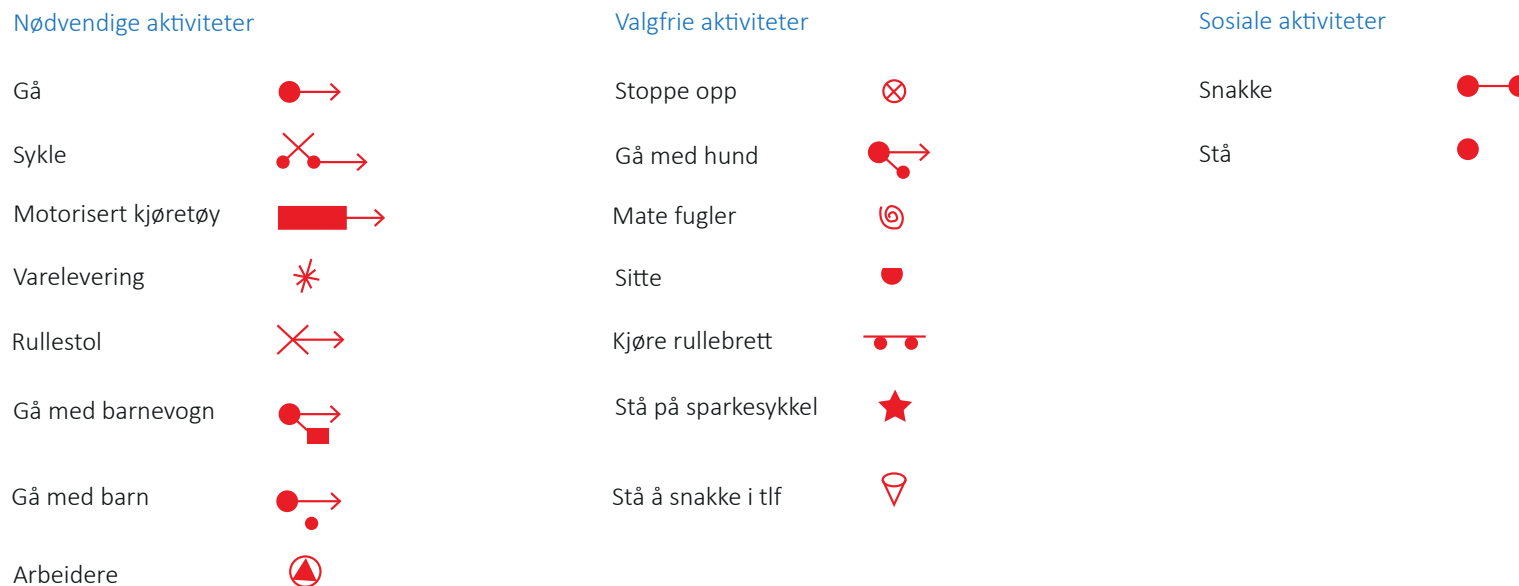 Nødvendige aktiviteter
Gå
Sykle
Motorisert kjøretøy
Varelevering
Rullestol
Gå med barnevogn
Gå med barn
Arbeidere
Valgfrie aktiviteter
Stoppe opp
Gå med hund
Mate fugler
Sitte
Kjøre rullebrett
Stå på sparkesykkel
Stå å snakke i tlf
Sosiale aktiviteter
Snakke
Stå